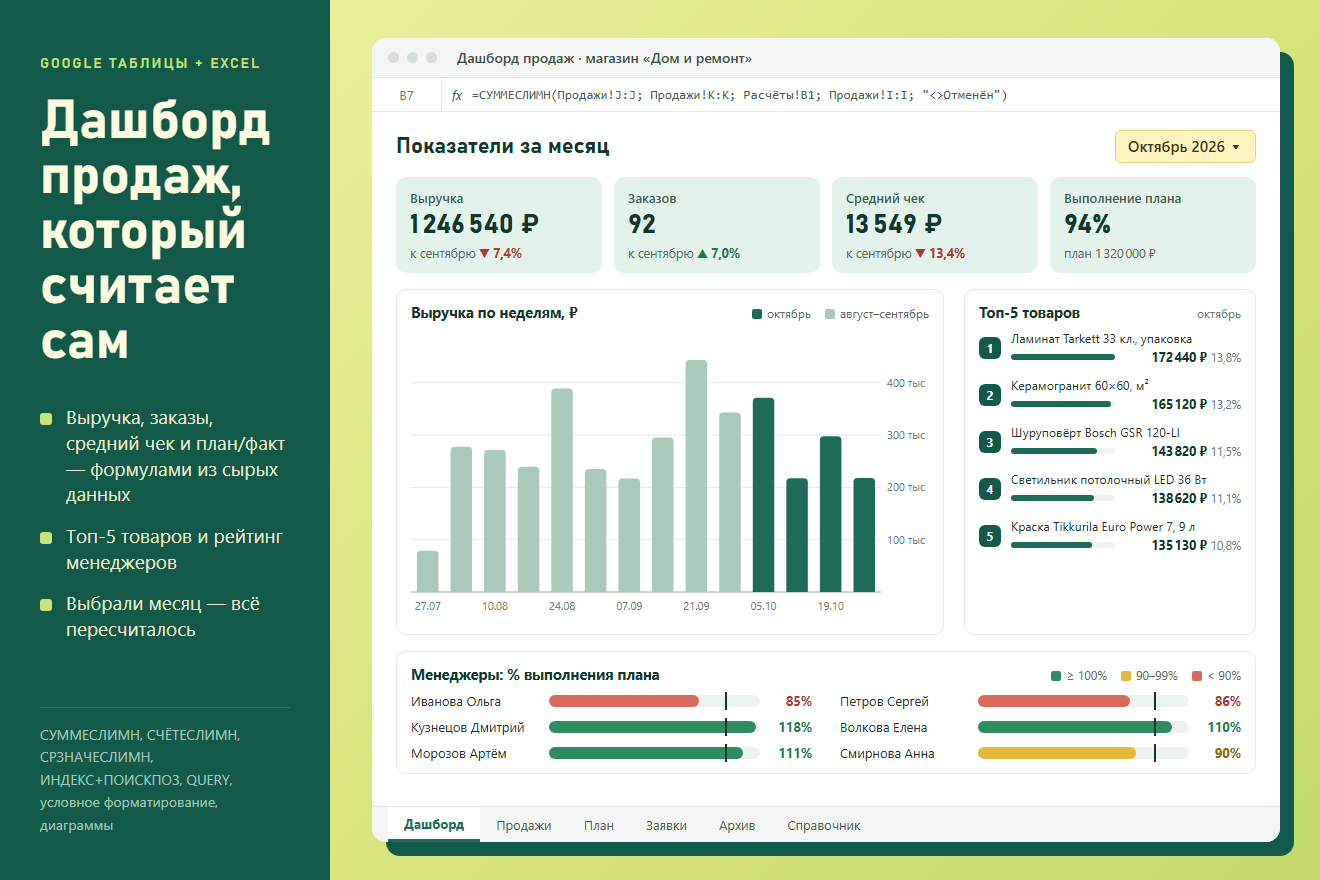 GOOGLE ТАБЛИЦЫ + EXCEL
Дашборд
продаж,
который
считает
сам
Выручка, заказы,
средний чек и план/факт
— формулами из сырых
данных
Топ-5 товаров и рейтинг
менеджеров
Выбрали месяц — всё
пересчиталось
СУММЕСЛИМН, СЧЁТЕСЛИМН,
СРЗНАЧЕСЛИМН,
ИНДЕКС+ПОИСКПОЗ, QUERY,
условное форматирование,
диаграммы
Дашборд продаж · магазин «Дом и ремонт»
B7 fx =СУММЕСЛИМН(Продажи!J:J; Продажи!K:K; Расчёты!B1; Продажи!I:I; "<>Отменён")
Показатели за месяц
Октябрь 2026 ▼
Выручка
1 246 540 ₽
к сентябрю ▼ 7,4%
Заказов
92
к сентябрю ▲ 7,0%
Средний чек
13 549 ₽
к сентябрю ▼ 13,4%
Выполнение плана
94%
план 1 320 000 ₽
Выручка по неделям, ₽
октябрь август–сентябрь
400 тыс
300 тыс
200 тыс
100 тыс
27.07 10.08 24.08 07.09 21.09 05.10 19.10
Топ-5 товаров октябрь
1 Ламинат Tarkett 33 кл., упаковка
172 440 ₽ 13,8%
2 Керамогранит 60×60, м²
165 120 ₽ 13,2%
3 Шуруповёрт Bosch GSR 120-LI
143 820 ₽ 11,5%
4 Светильник потолочный LED 36 Вт
138 620 ₽ 11,1%
5 Краска Tikkurila Euro Power 7, 9 л
135 130 ₽ 10,8%
Менеджеры: % выполнения плана
≥ 100% 90–99% < 90%
Иванова Ольга 85% Петров Сергей 86%
Кузнецов Дмитрий 118% Волкова Елена 110%
Морозов Артём 111% Смирнова Анна 90%
Дашборд Продажи План Заявки Архив Справочник